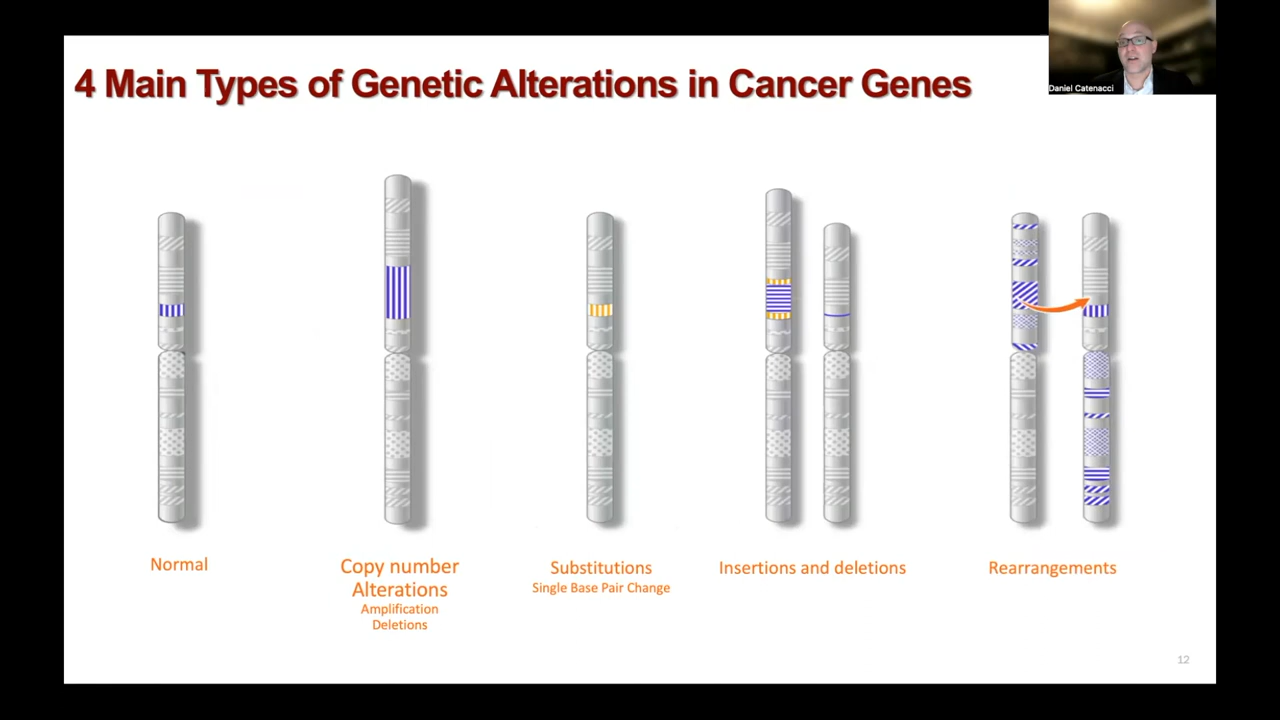 4 Main Types of Genetic Alterations in Cancer Genes
Daniel Catenacci
Normal
Copy number
Alterations
Amplification
Deletions
Substitutions
Single Base Pair Change
Insertions and deletions
Rearrangements
12